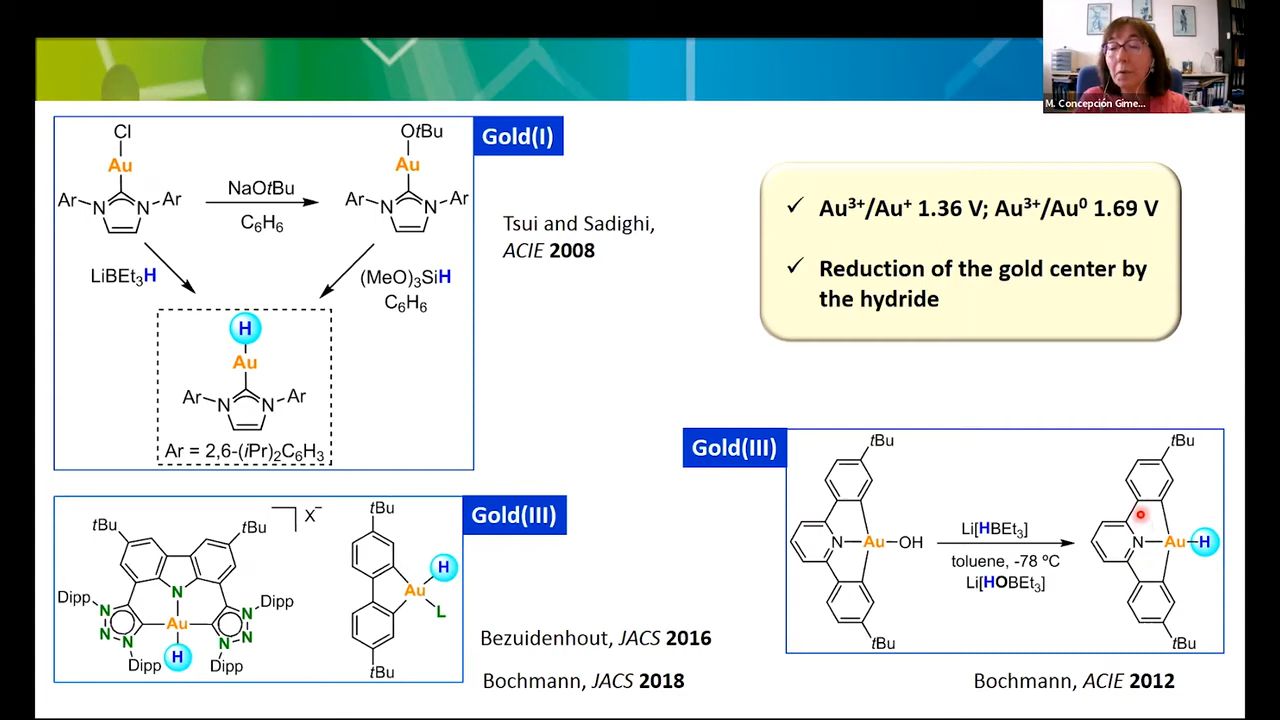 M. Concepción Gime...
Gold(I)
Cl
Au
Ar
N
N
Ar
NaOtBu
C₆H₆
OtBu
Au
Ar
N
N
Ar
LiBEt₃H
(MeO)₃SiH
C₆H₆
H
Au
Ar
N
N
Ar
Ar = 2,6-(iPr)₂C₆H₃
Tsui and Sadighi,
ACIE 2008
✓ Au³⁺/Au⁺ 1.36 V; Au³⁺/Au⁰ 1.69 V
✓ Reduction of the gold center by
the hydride
Gold(III)
tBu
tBu
X⁻
N
Dipp
Dipp
N
N
N
Au
N
N
N
Dipp
H
Dipp
tBu
H
Au
L
tBu
Bezuidenhout, JACS 2016
Bochmann, JACS 2018
Gold(III)
tBu
N
Au
OH
tBu
Li[HBEt₃]
toluene, -78 ºC
Li[HOBEt₃]
tBu
N
Au
H
tBu
Bochmann, ACIE 2012